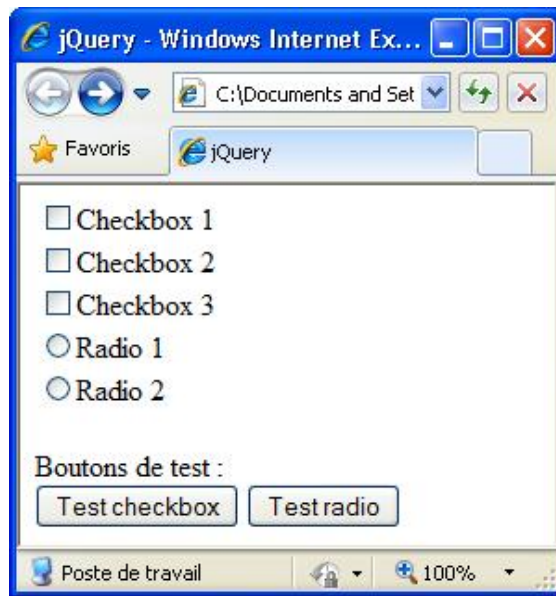 jQuery - Windows Internet Ex...
C:\Documents and Set
Favoris
jQuery
Checkbox 1
Checkbox 2
Checkbox 3
Radio 1
Radio 2
Boutons de test :
Test checkbox Test radio
Poste de travail 100%